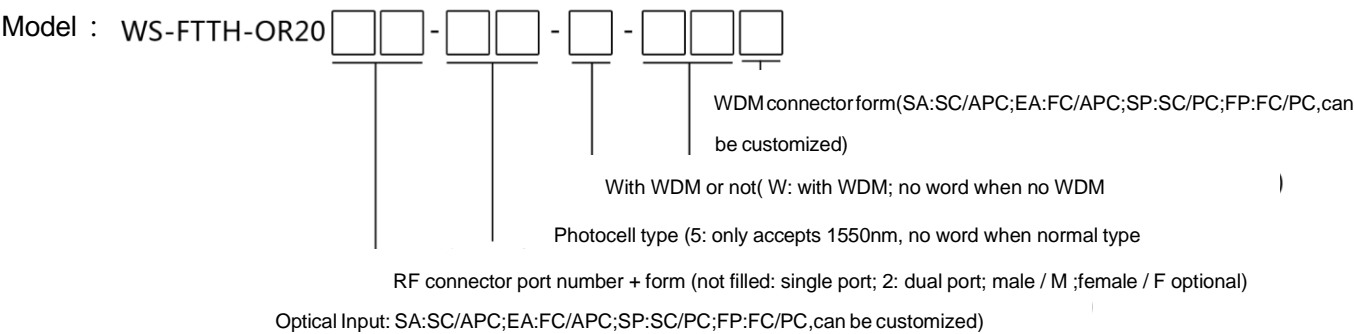 Model : WS-FTTH-OR20□□-□□-□-□□□
WDM connector form(SA:SC/APC;EA:FC/APC;SP:SC/PC;FP:FC/PC,can
be customized)
With WDM or not( W: with WDM; no word when no WDM )
Photocell type (5: only accepts 1550nm, no word when normal type
RF connector port number + form (not filled: single port; 2: dual port; male / M ;female / F optional)
Optical Input: SA:SC/APC;EA:FC/APC;SP:SC/PC;FP:FC/PC,can be customized)